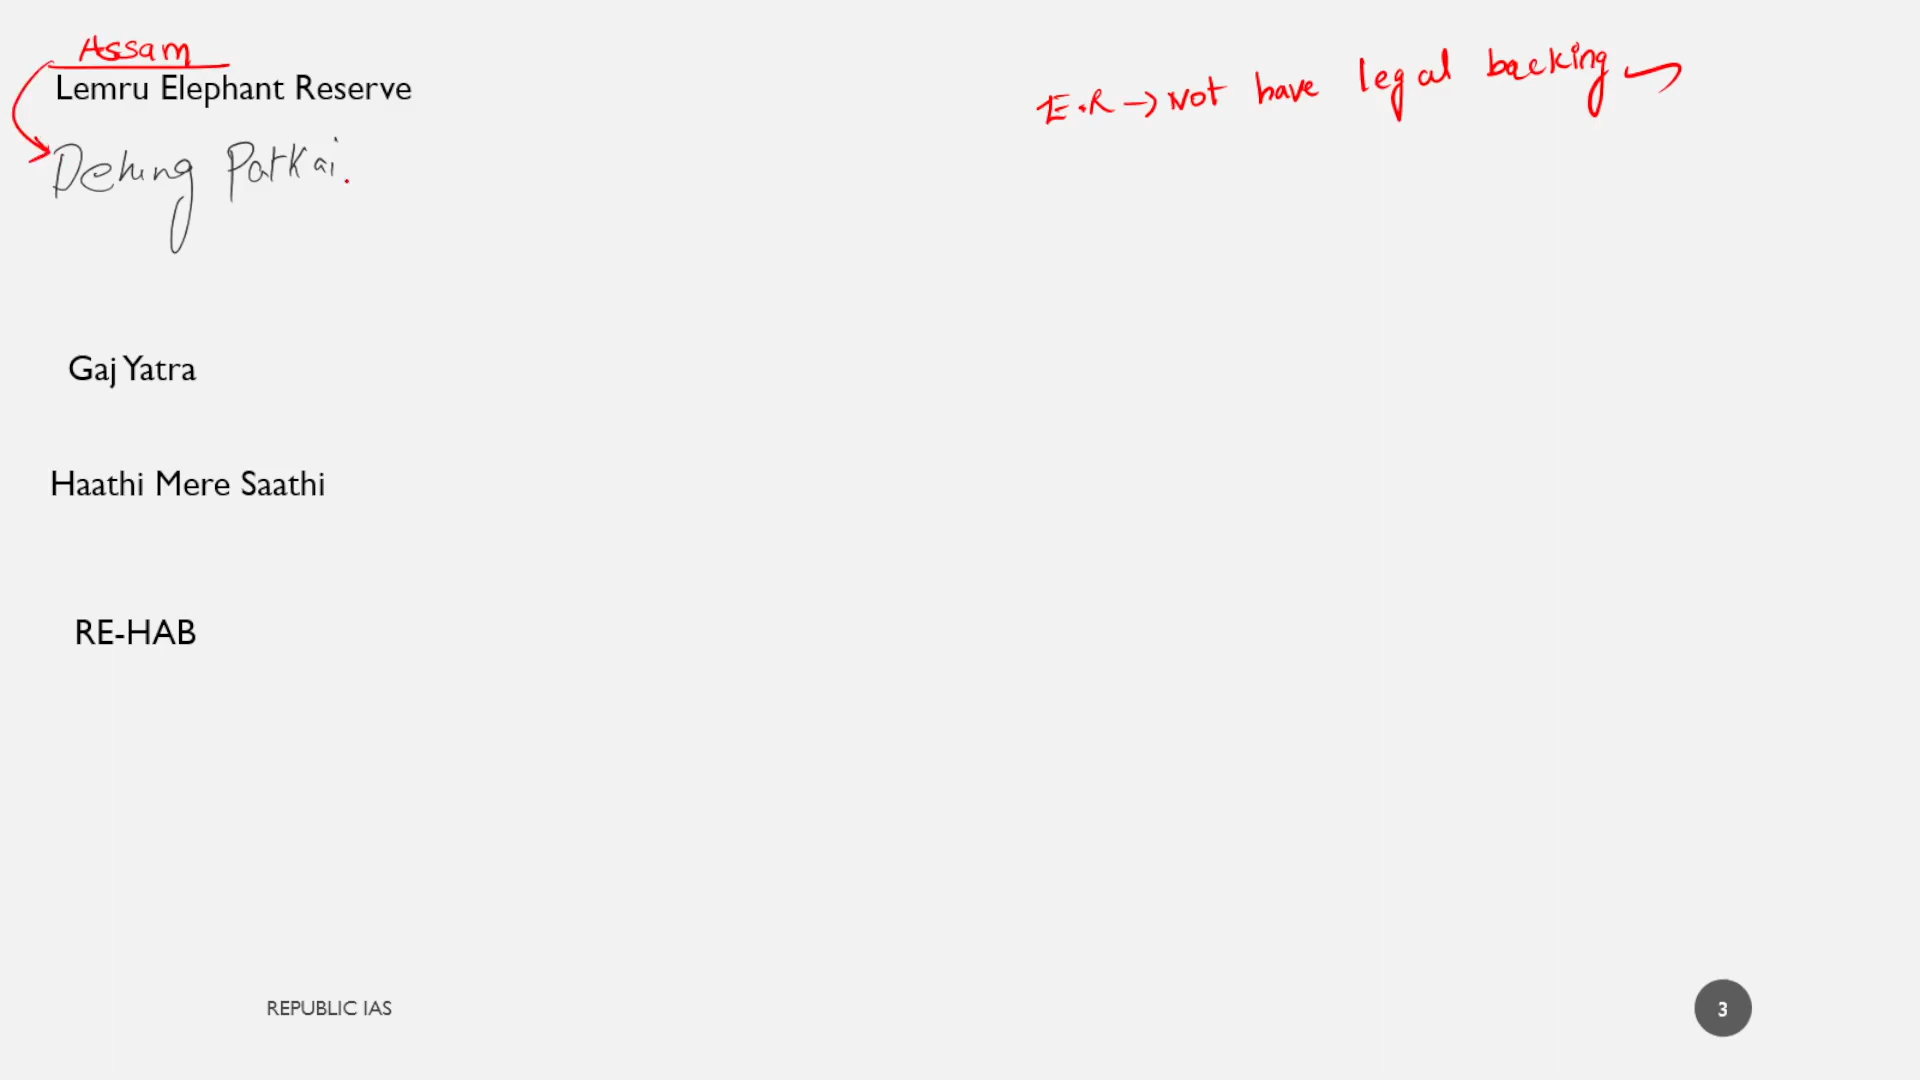 Assam
Lemru Elephant Reserve
E.R → Not have legal backing
Dehing Patkai.
Gaj Yatra
Haathi Mere Saathi
RE-HAB
REPUBLIC IAS
3